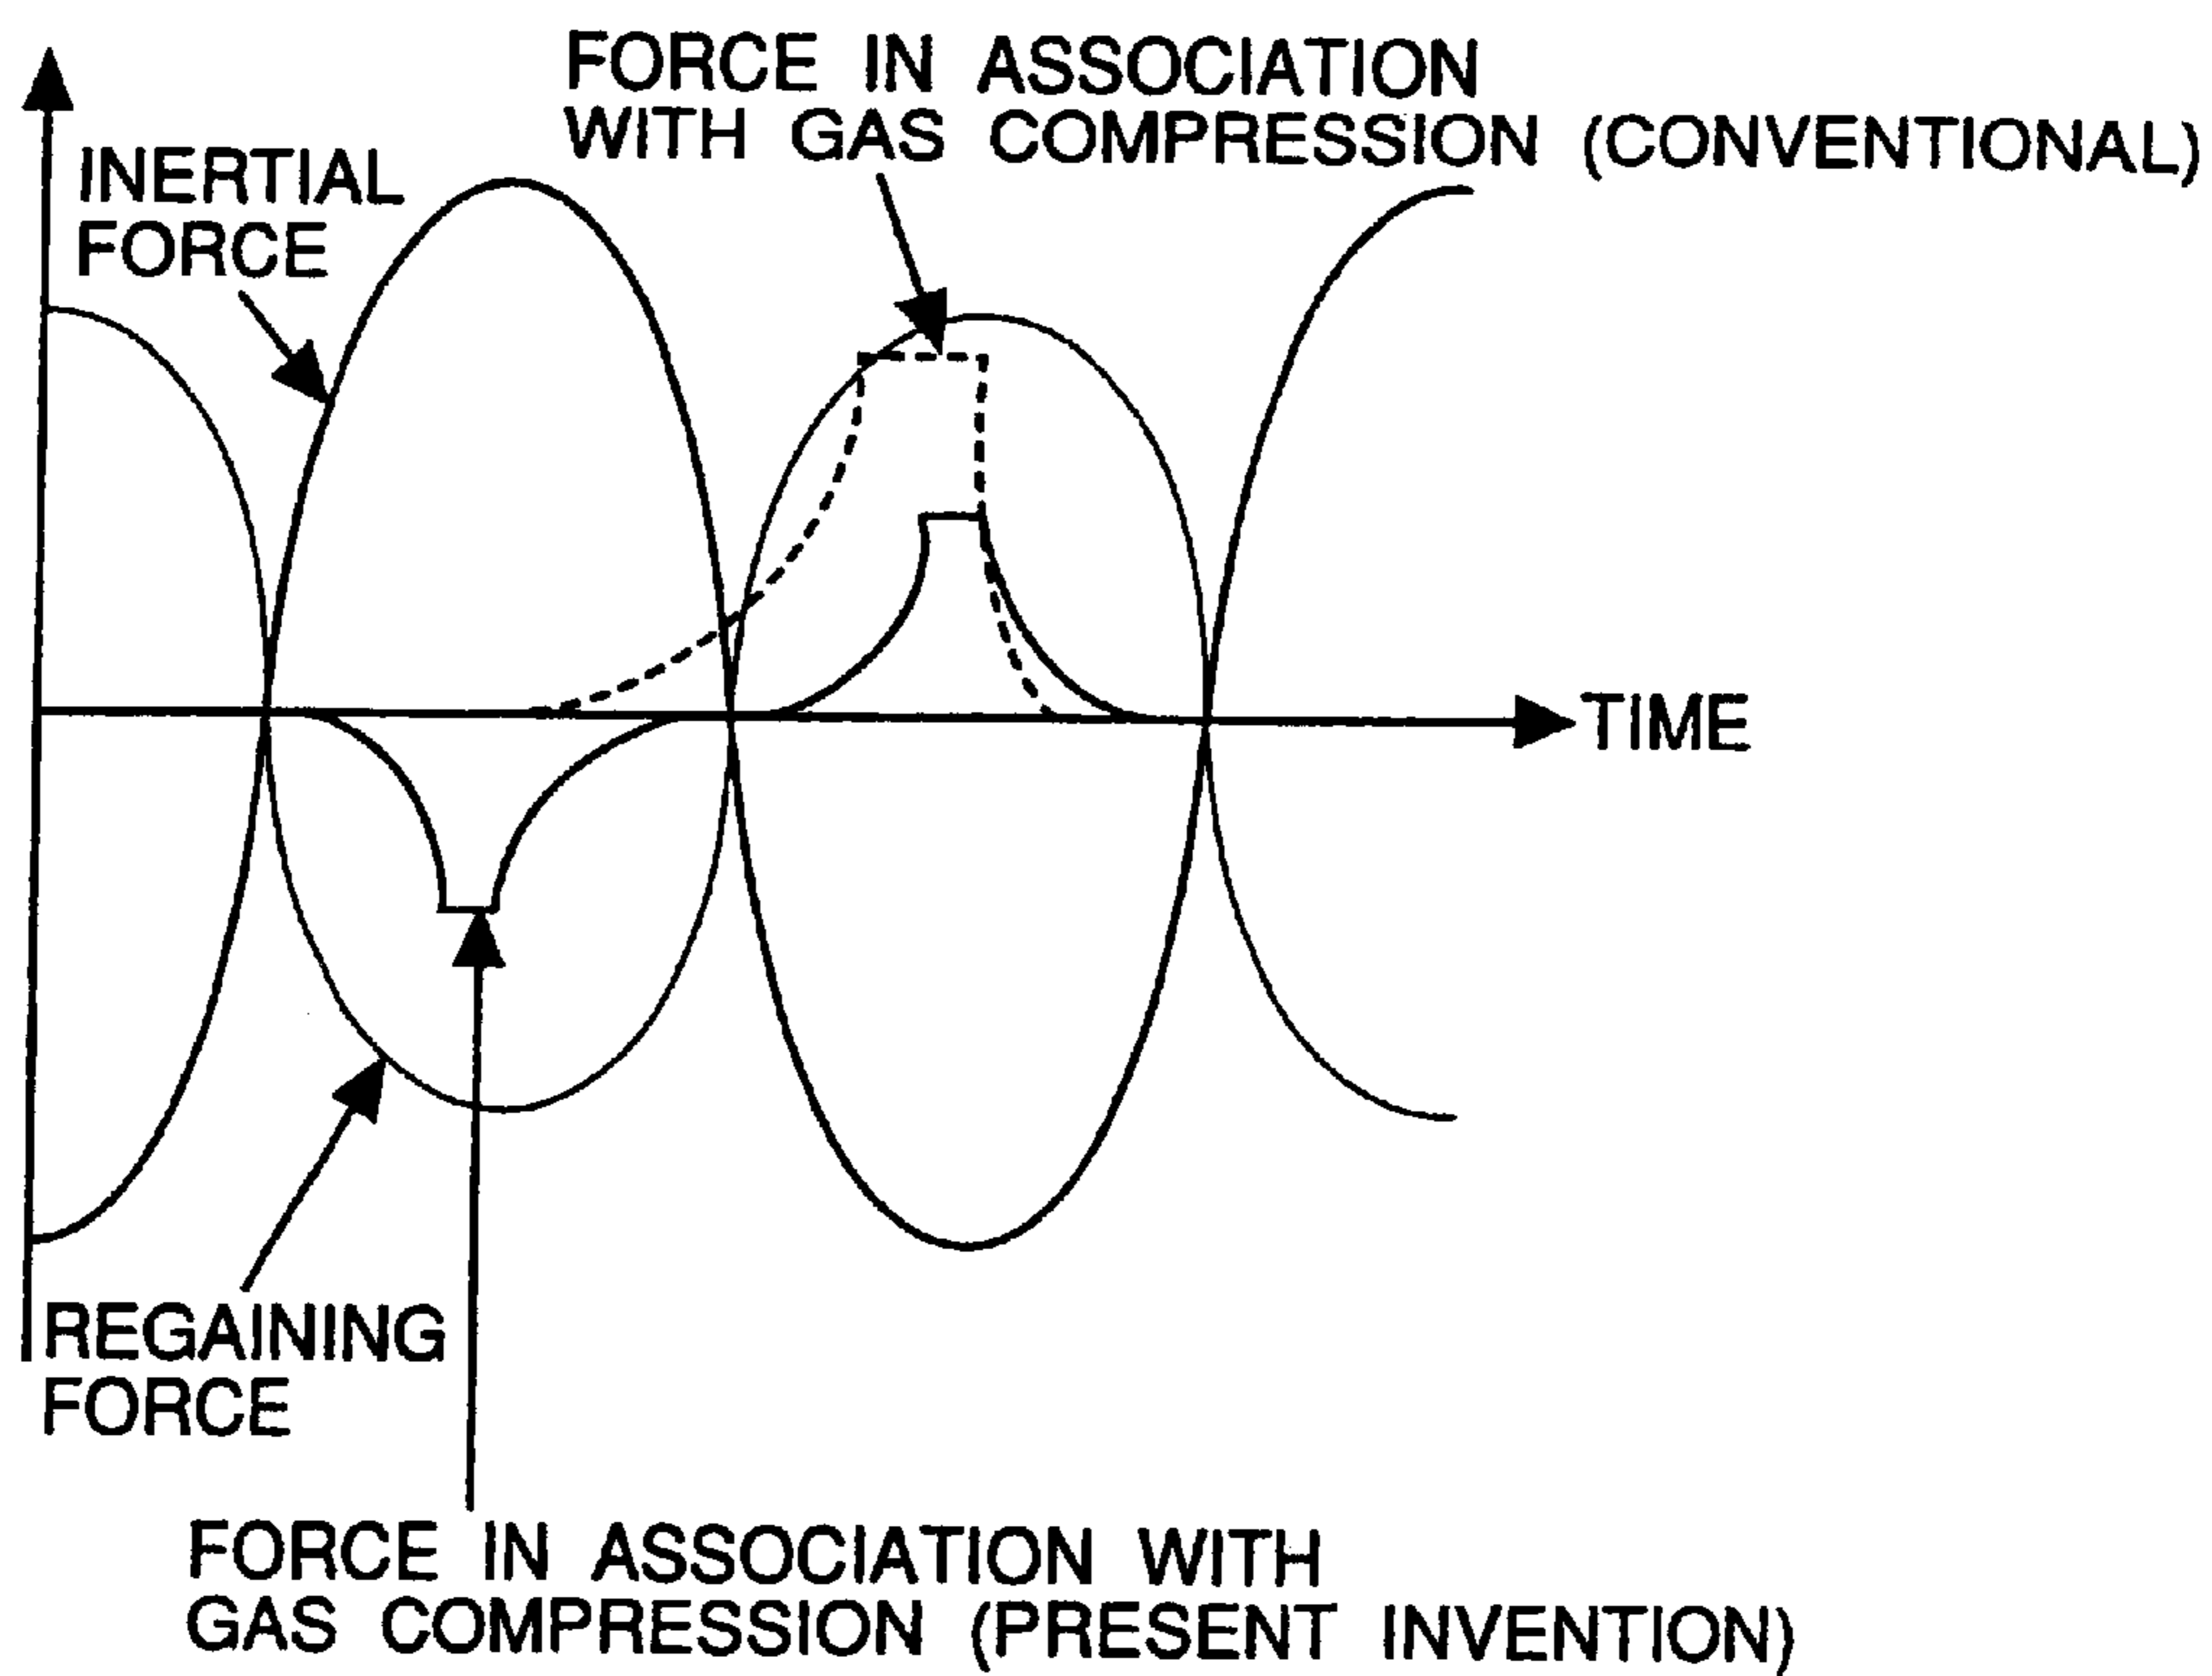 FORCE IN ASSOCIATION
WITH GAS COMPRESSION (CONVENTIONAL)
INERTIAL
FORCE
TIME
REGAINING
FORCE
FORCE IN ASSOCIATION WITH
GAS COMPRESSION (PRESENT INVENTION)